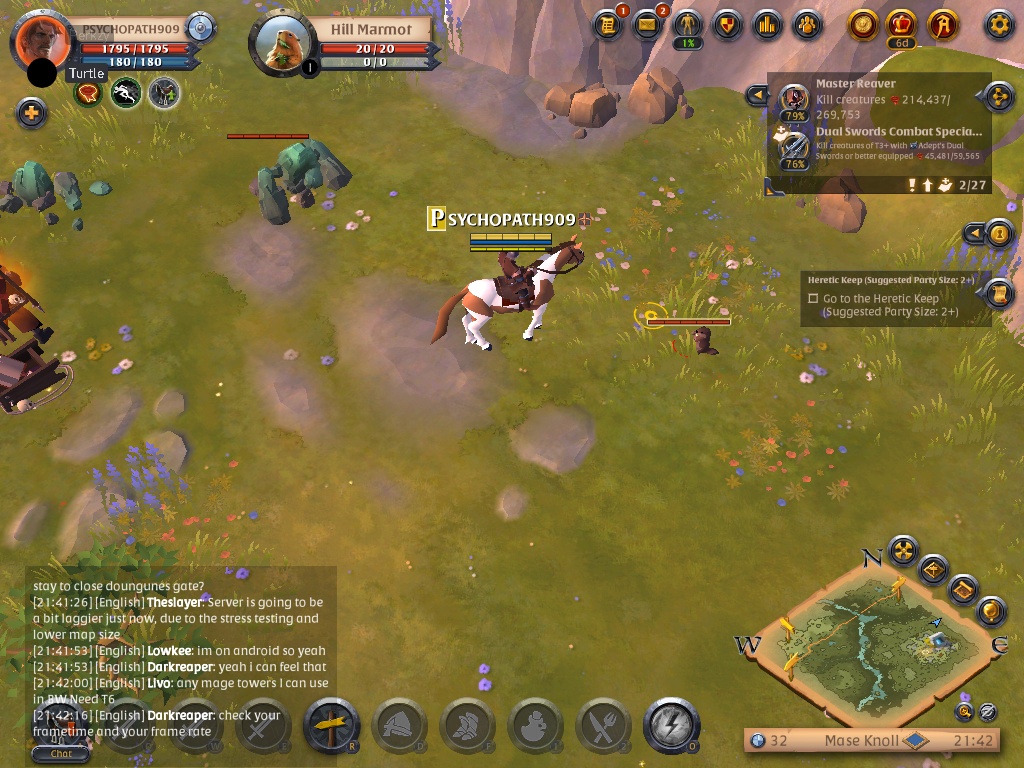 PSYCHOPATH909
1795/1795
180/180
Turtle
Hill Marmot
20/20
0/0
I
1
2
1%
6d
Master Reaver
Kill creatures 214,437/
269,753
79%
Dual Swords Combat Specia...
Kill creatures of T3+ with Adept's Dual
Swords or better equipped 45,481/59,565
76%
2/27
PSYCHOPATH909
Heretic Keep (Suggested Party Size: 2+)
Go to the Heretic Keep
(Suggested Party Size: 2+)
stay to close doungunes gate?
[21:41:26] [English] Theslayer: Server is going to be
a bit laggier just now, due to the stress testing and
lower map size
[21:41:53] [English] Lowkee: im on android so yeah
[21:41:53] [English] Darkreaper: yeah i can feel that
[21:42:00] [English] Livo: any mage towers I can use
in BW Need T6
[21:42:16] [English] Darkreaper: check your
frametime and your frame rate
Chat
W
R
D
F
2
O
N
W
E
32
Mase Knoll
21:42